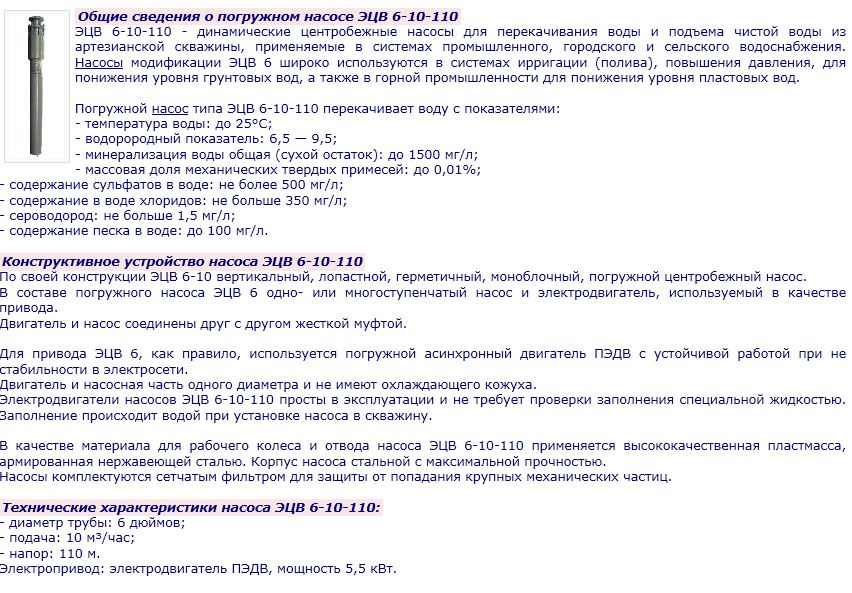 Общие сведения о погружном насосе ЭЦВ 6-10-110
ЭЦВ 6-10-110 - динамические центробежные насосы для перекачивания воды и подъема чистой воды из
артезианской скважины, применяемые в системах промышленного, городского и сельского водоснабжения.
Насосы модификации ЭЦВ 6 широко используются в системах ирригации (полива), повышения давления, для
понижения уровня грунтовых вод, а также в горной промышленности для понижения уровня пластовых вод.
Погружной насос типа ЭЦВ 6-10-110 перекачивает воду с показателями:
- температура воды: до 25°C;
- водородный показатель: 6,5 — 9,5;
- минерализация воды общая (сухой остаток): до 1500 мг/л;
- массовая доля механических твердых примесей: до 0,01%;
- содержание сульфатов в воде: не более 500 мг/л;
- содержание в воде хлоридов: не больше 350 мг/л;
- сероводород: не больше 1,5 мг/л;
- содержание песка в воде: до 100 мг/л.
Конструктивное устройство насоса ЭЦВ 6-10-110
По своей конструкции ЭЦВ 6-10 вертикальный, лопастной, герметичный, моноблочный, погружной центробежный насос.
В составе погружного насоса ЭЦВ 6 одно- или многоступенчатый насос и электродвигатель, используемый в качестве
привода.
Двигатель и насос соединены друг с другом жесткой муфтой.
Для привода ЭЦВ 6, как правило, используется погружной асинхронный двигатель ПЭДВ с устойчивой работой при не
стабильности в электросети.
Двигатель и насосная часть одного диаметра и не имеют охлаждающего кожуха.
Электродвигатели насосов ЭЦВ 6-10-110 просты в эксплуатации и не требует проверки заполнения специальной жидкостью.
Заполнение происходит водой при установке насоса в скважину.
В качестве материала для рабочего колеса и отвода насоса ЭЦВ 6-10-110 применяется высококачественная пластмасса,
армированная нержавеющей сталью. Корпус насоса стальной с максимальной прочностью.
Насосы комплектуются сетчатым фильтром для защиты от попадания крупных механических частиц.
Технические характеристики насоса ЭЦВ 6-10-110:
- диаметр трубы: 6 дюймов;
- подача: 10 м³/час;
- напор: 110 м.
Электропривод: электродвигатель ПЭДВ, мощность 5,5 кВт.